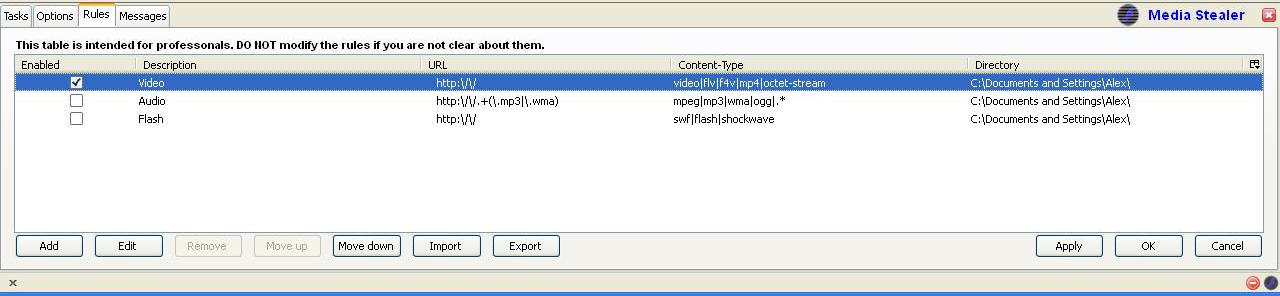 Tasks Options Rules Messages Media Stealer
This table is intended for professonals. DO NOT modify the rules if you are not clear about them.
Enabled Description URL Content-Type Directory
Video http:\/\/ video|flv|f4v|mp4|octet-stream C:\Documents and Settings\Alex\
Audio http:\/\/.+(\.mp3|\.wma) mpeg|mp3|wma|ogg|.* C:\Documents and Settings\Alex\
Flash http:\/\/ swf|flash|shockwave C:\Documents and Settings\Alex\
Add Edit Remove Move up Move down Import Export Apply OK Cancel